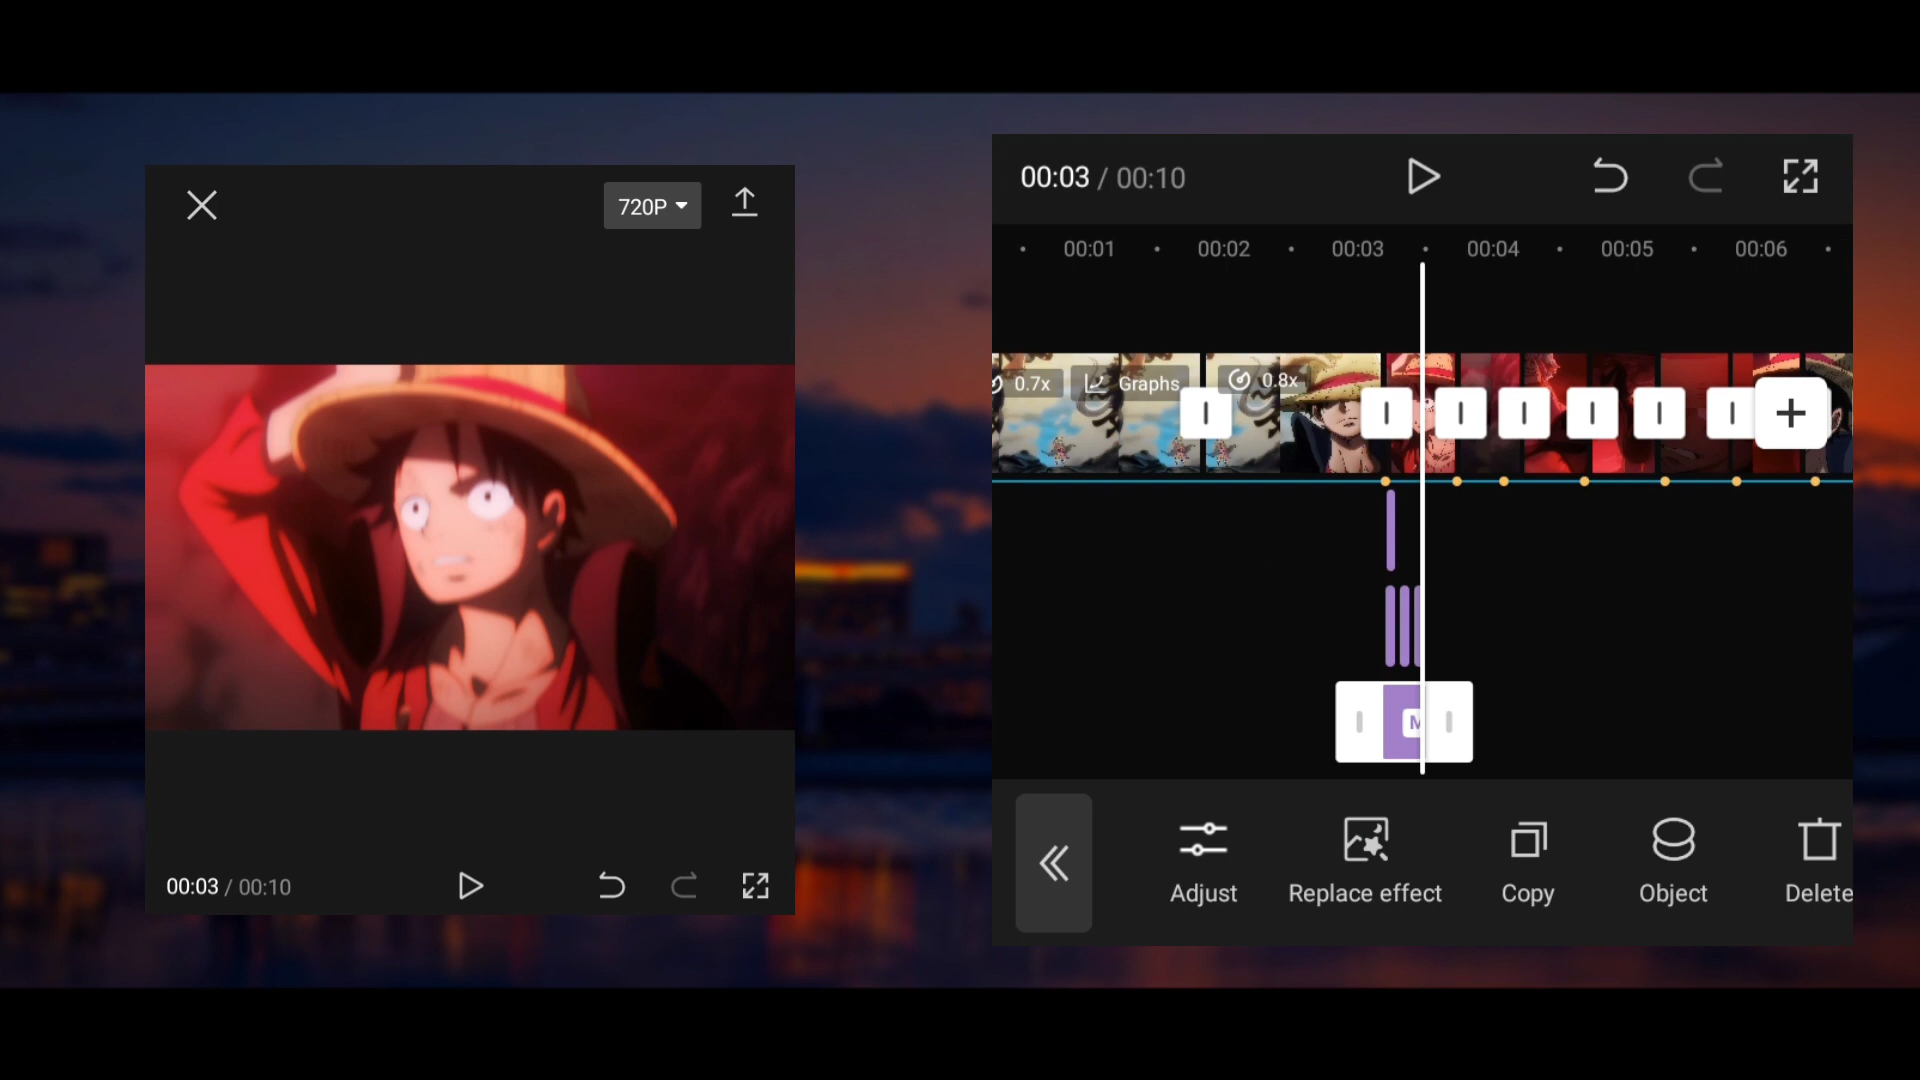 720P
00:03 / 00:10
00:03 / 00:10
00:01 00:02 00:03 00:04 00:05 00:06
0.7x Graphs 0.8x
M
Adjust Replace effect Copy Object Delete